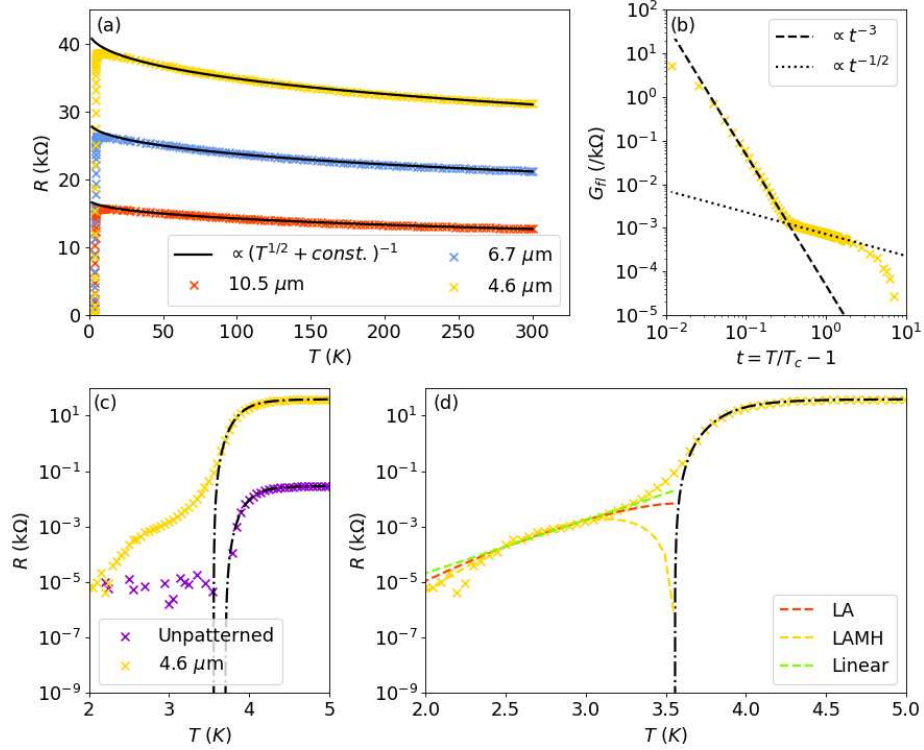 (a)
R (kΩ)
40
30
20
10
0
∝ (T^{1/2} + const. )^{-1}
10.5 μm
6.7 μm
4.6 μm
0 50 100 150 200 250 300
T (K)
(b)
G_{fl} (/kΩ)
10^2
10^1
10^0
10^{-1}
10^{-2}
10^{-3}
10^{-4}
10^{-5}
∝ t^{-3}
∝ t^{-1/2}
10^{-2} 10^{-1} 10^0 10^1
t = T/T_c − 1
(c)
R (kΩ)
10^1
10^{-1}
10^{-3}
10^{-5}
10^{-7}
10^{-9}
Unpatterned
4.6 μm
2 3 4 5
T (K)
(d)
R (kΩ)
10^1
10^{-1}
10^{-3}
10^{-5}
10^{-7}
10^{-9}
LA
LAMH
Linear
2.0 2.5 3.0 3.5 4.0 4.5 5.0
T (K)